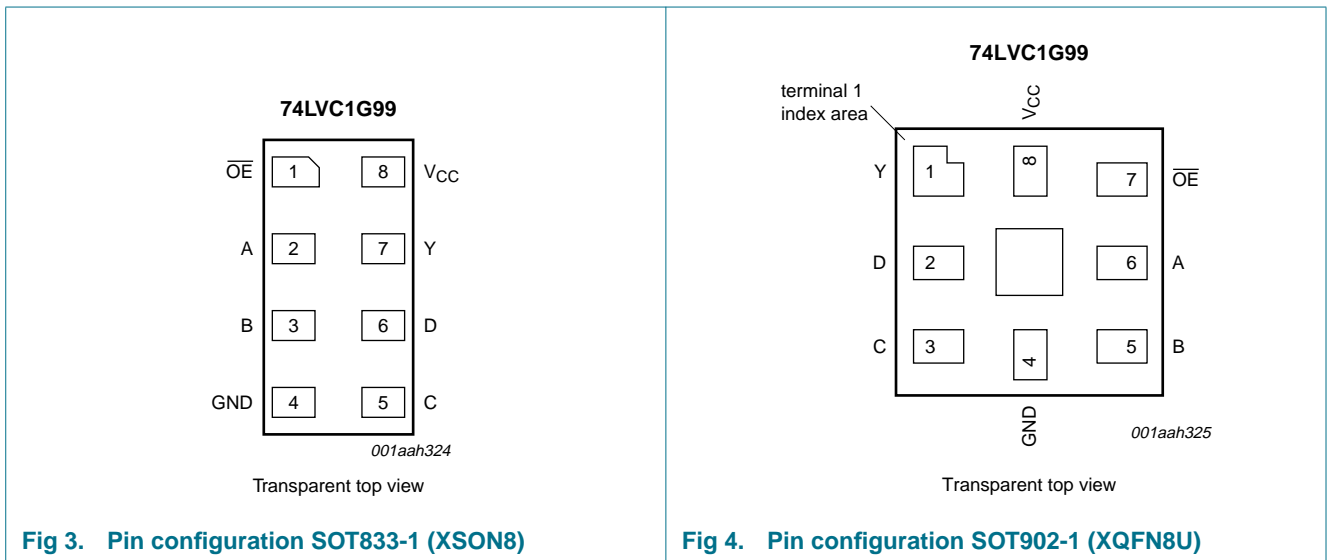 74LVC1G99
OE 1 8 VCC
A 2 7 Y
B 3 6 D
GND 4 5 C
001aah324
Transparent top view
Fig 3. Pin configuration SOT833-1 (XSON8)
74LVC1G99
terminal 1
index area
VCC
Y 1 8 7 OE
D 2 6 A
C 3 4 5 B
GND
001aah325
Transparent top view
Fig 4. Pin configuration SOT902-1 (XQFN8U)